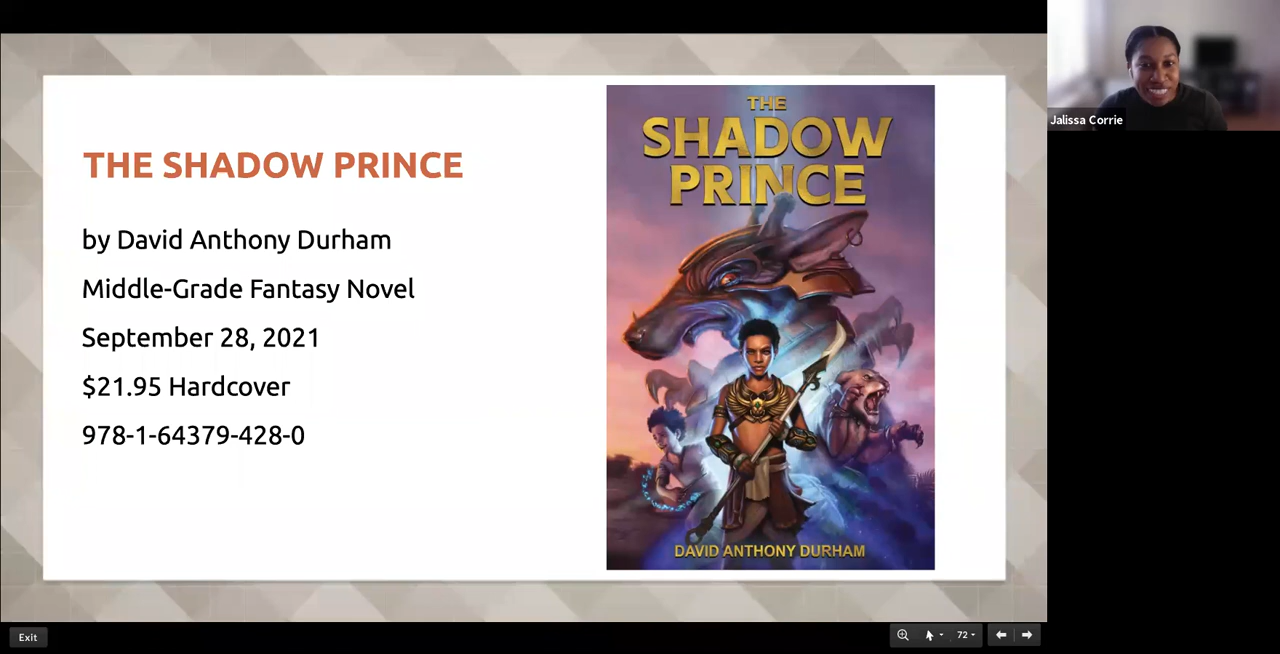 THE SHADOW PRINCE
by David Anthony Durham
Middle-Grade Fantasy Novel
September 28, 2021
$21.95 Hardcover
978-1-64379-428-0
THE
SHADOW
PRINCE
DAVID ANTHONY DURHAM
Jalissa Corrie
Exit
72